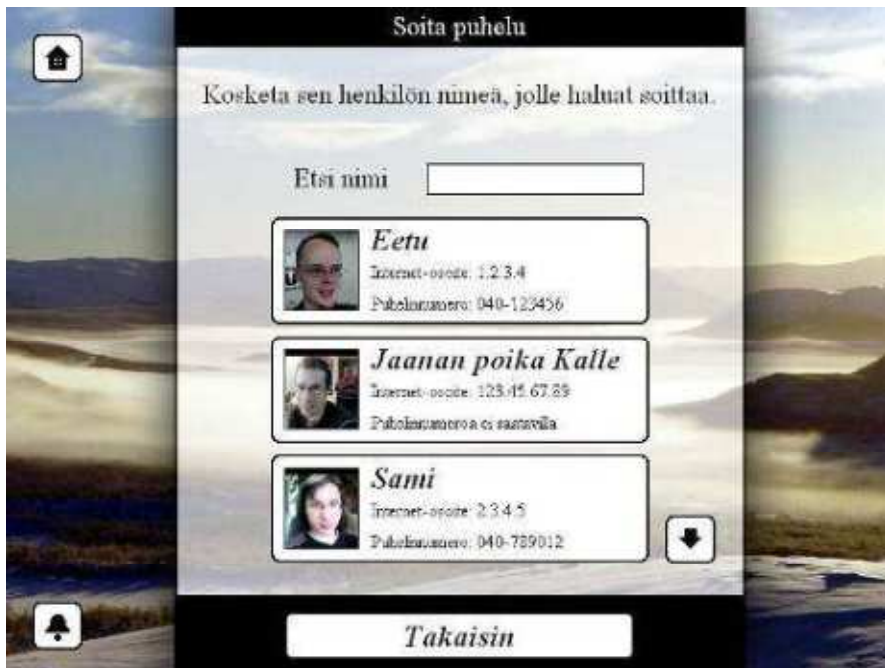 Soita puhelu
Kosketa sen henkilön nimeä, jolle haluat soittaa.
Etsi nimi
Eetu
Internet-osoite: 1.2.3.4
Puhelinnumero: 040-123456
Jaanan poika Kalle
Internet-osoite: 123.45.67.89
Puhelinnumeroa ei saatavilla
Sami
Internet-osoite: 2.3.4.5
Puhelinnumero: 040-789012
Takaisin